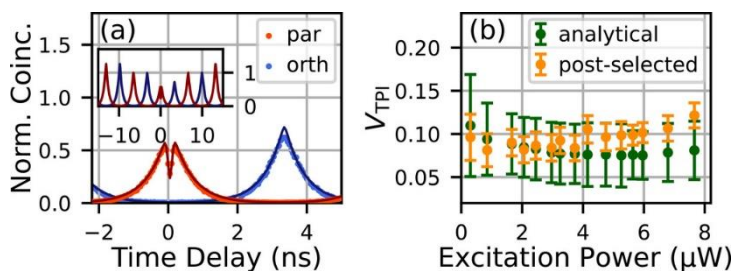 (a)
par
orth
1.5
1.0
0.5
0.0
Norm. Coinc.
1
0
−10 0 10
−2 0 2 4
Time Delay (ns)
(b)
analytical
post-selected
0.20
0.15
0.10
0.05
V_TPI
0 2 4 6 8
Excitation Power (μW)